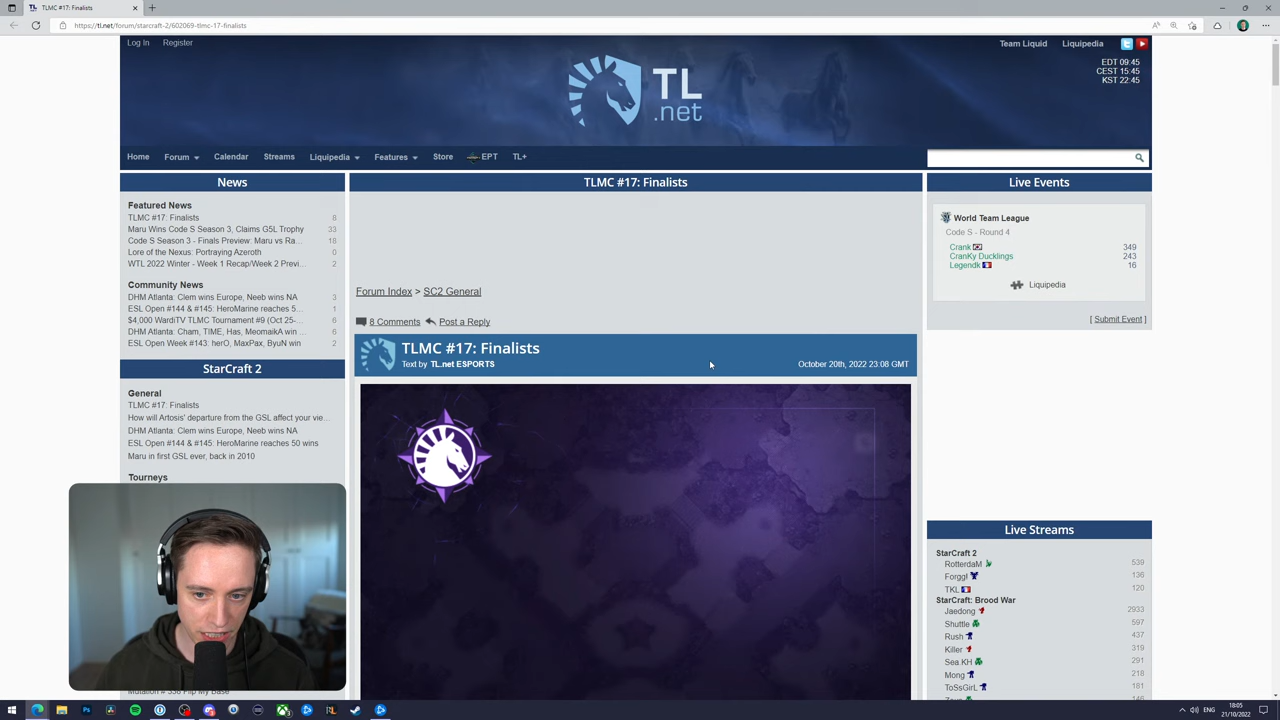 TLMC #17: Finalists
https://tl.net/forum/starcraft-2/602069-tlmc-17-finalists
Log In Register
Team Liquid Liquipedia
EDT 09:45
CEST 15:45
KST 22:45
TL
.net
Home Forum Calendar Streams Liquipedia Features Store EPT TL+
News
Featured News
TLMC #17: Finalists 8
Maru Wins Code S Season 3, Claims G5L Trophy 33
Code S Season 3 - Finals Preview: Maru vs Ra... 18
Lore of the Nexus: Portraying Azeroth 0
WTL 2022 Winter - Week 1 Recap/Week 2 Previ... 2
Community News
DHM Atlanta: Clem wins Europe, Neeb wins NA 3
ESL Open #144 & #145: HeroMarine reaches 5... 1
$4,000 WardiTV TLMC Tournament #9 (Oct 25-... 6
DHM Atlanta: Cham, TIME, Has, MeomaikA win ... 6
ESL Open Week #143: herO, MaxPax, ByuN win 2
StarCraft 2
General
TLMC #17: Finalists
How will Artosis' departure from the GSL affect your vie...
DHM Atlanta: Clem wins Europe, Neeb wins NA
ESL Open #144 & #145: HeroMarine reaches 50 wins
Maru in first GSL ever, back in 2010
Tourneys
Mutation # 338 Flip My Base
TLMC #17: Finalists
Forum Index > SC2 General
8 Comments Post a Reply
TLMC #17: Finalists
Text by TL.net ESPORTS October 20th, 2022 23:08 GMT
Live Events
World Team League
Code S - Round 4
Crank 349
CranKy Ducklings 243
Legendk 16
Liquipedia
[ Submit Event ]
Live Streams
StarCraft 2
RotterdaM 539
Forgg! 136
TKL 120
StarCraft: Brood War
Jaedong 2933
Shuttle 597
Rush 437
Killer 319
Sea.KH 291
Mong 218
ToSsGirL 181
ENG
18:05
21/10/2022